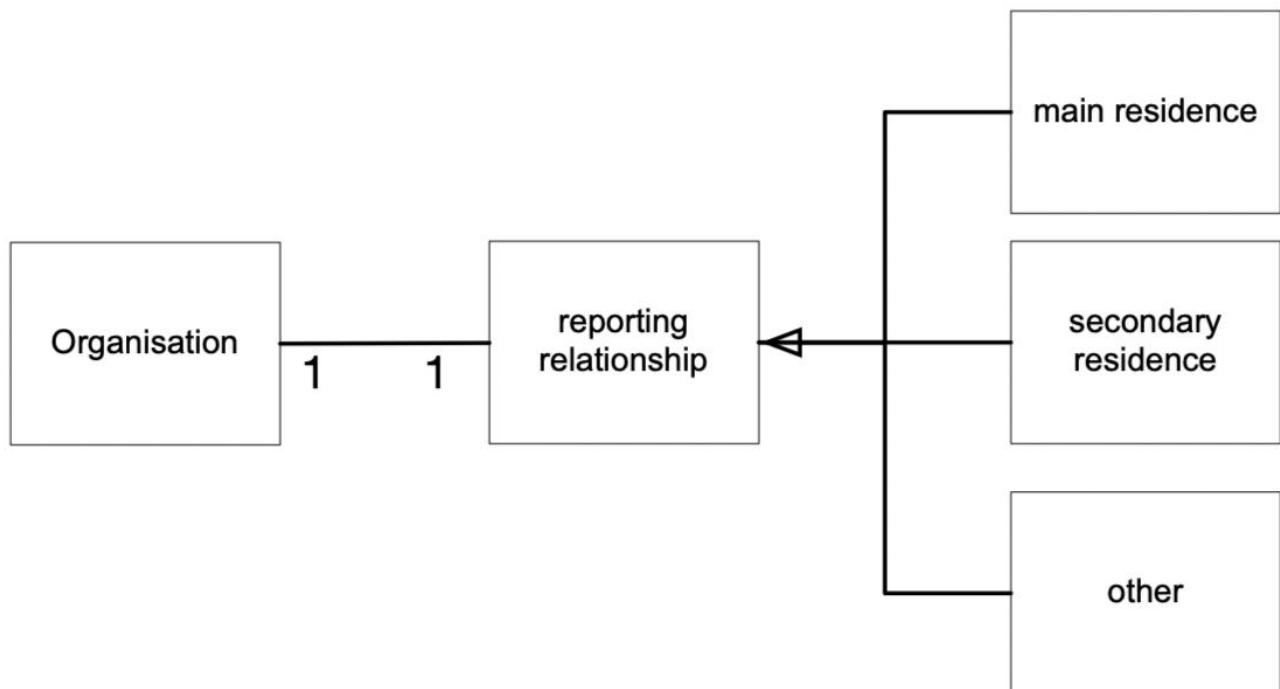 main residence
Organisation
1
1
reporting
relationship
secondary
residence
other